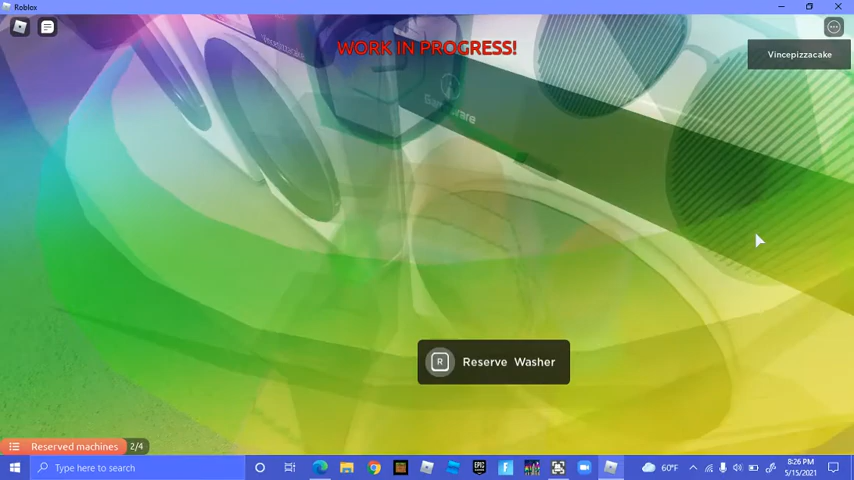 Roblox
WORK IN PROGRESS!
Vincepizzacake
R
Reserve Washer
Reserved machines 2/4
Type here to search
EPIC
60°F
8:26 PM
5/15/2021